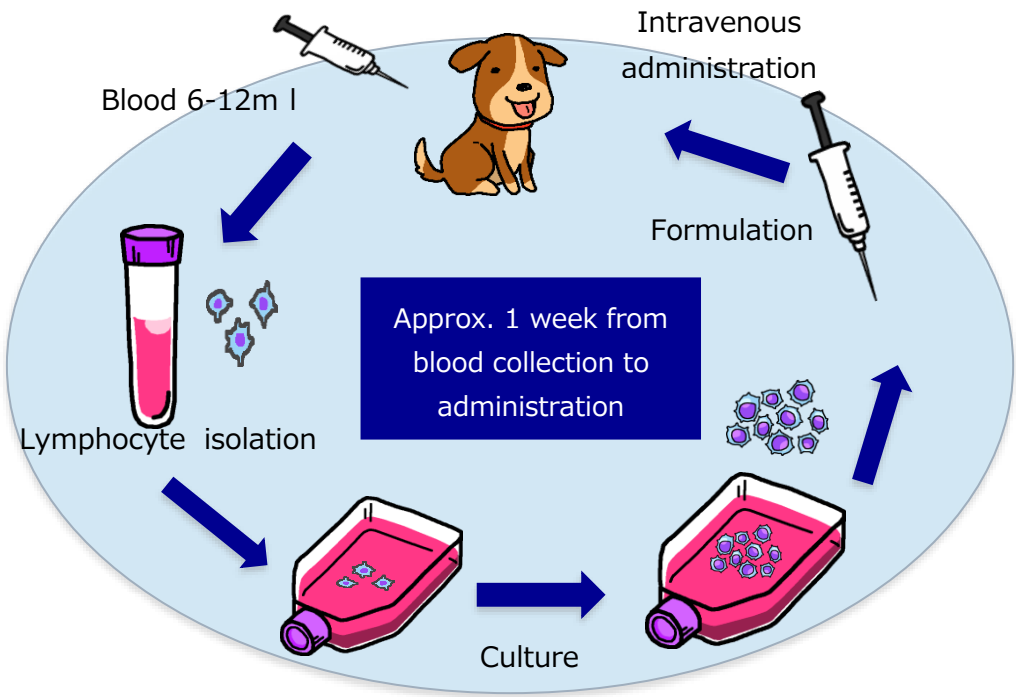 Intravenous
administration
Blood 6-12m l
Formulation
Approx. 1 week from
blood collection to
administration
Lymphocyte isolation
Culture